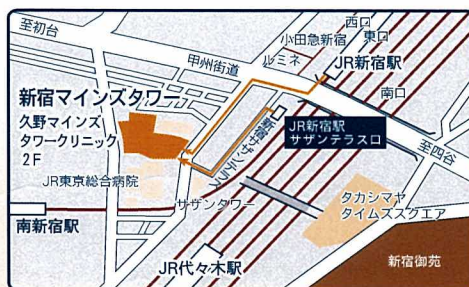 至初台
西口
小田急新宿
東口
ルミネ
JR新宿駅
甲州街道
南口
新宿マインズタワー
久野マインズ
タワークリニック
2F
新宿サザンテラス
JR新宿駅
サザンテラス口
至四谷
JR東京総合病院
サザンタワー
タカシマヤ
タイムズスクエア
南新宿駅
JR代々木駅
新宿御苑